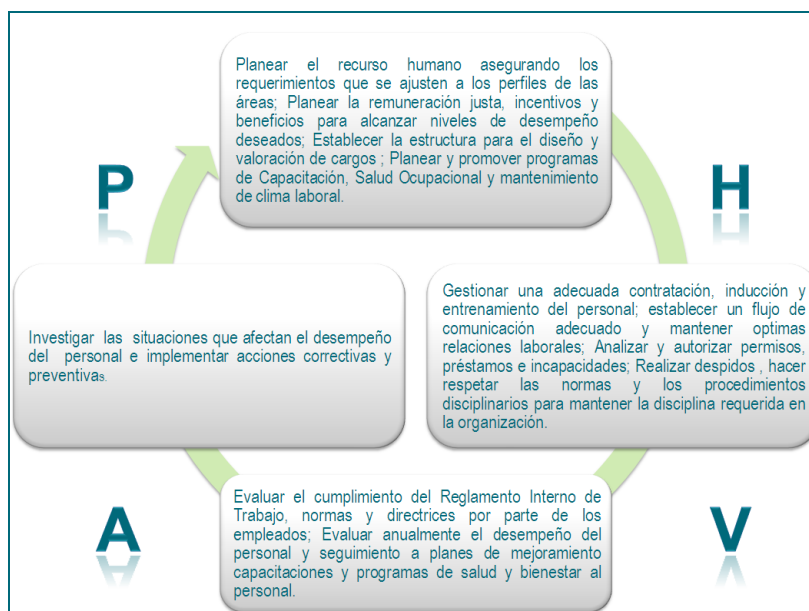 Planear el recurso humano asegurando los
requerimientos que se ajusten a los perfiles de las
áreas; Planear la remuneración justa, incentivos y
beneficios para alcanzar niveles de desempeño
deseados; Establecer la estructura para el diseño y
valoración de cargos ; Planear y promover programas
de Capacitación, Salud Ocupacional y mantenimiento
de clima laboral.
P
H
Gestionar una adecuada contratación, inducción y
entrenamiento del personal; establecer un flujo de
comunicación adecuado y mantener optimas
relaciones laborales; Analizar y autorizar permisos,
préstamos e incapacidades; Realizar despidos , hacer
respetar las normas y los procedimientos
disciplinarios para mantener la disciplina requerida en
la organización.
Investigar las situaciones que afectan el desempeño
del personal e implementar acciones correctivas y
preventivas.
A
V
Evaluar el cumplimiento del Reglamento Interno de
Trabajo, normas y directrices por parte de los
empleados; Evaluar anualmente el desempeño del
personal y seguimiento a planes de mejoramiento
capacitaciones y programas de salud y bienestar al
personal.